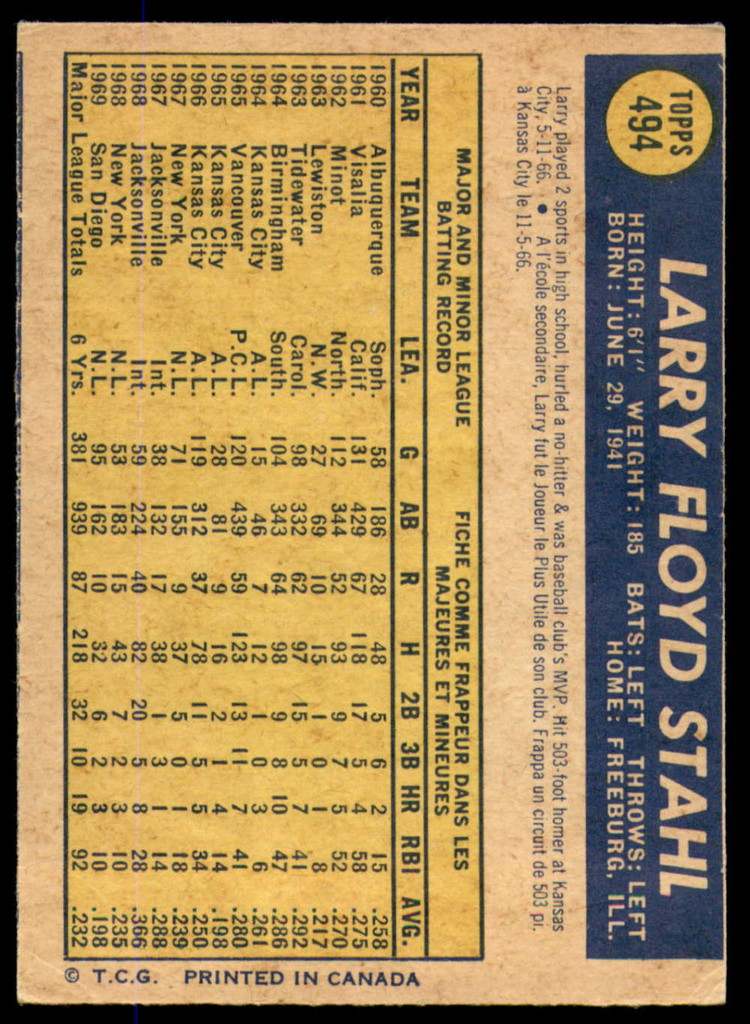 TOPPS
494
LARRY FLOYD STAHL
HEIGHT: 6'1" WEIGHT: 185 BATS: LEFT THROWS: LEFT
BORN: JUNE 29, 1941 HOME: FREEBURG, ILL.
Larry played 2 sports in high school, hurled a no-hitter & was baseball club's MVP. Hit 503-foot homer at Kansas
City, 5-11-66. ● A l'école secondaire, Larry fut le Joueur le Plus Utile de son club. Frappa un circuit de 503 pi.
à Kansas City le 11-5-66.
MAJOR AND MINOR LEAGUE
BATTING RECORD
FICHE COMME FRAPPEUR DANS LES
MAJEURES ET MINEURES
YEAR TEAM LEA. G AB R H 2B 3B HR RBI AVG.
1960 Albuquerque Soph. 58 186 28 48 5 6 2 15 .258
1961 Visalia Calif. 131 429 67 118 17 5 4 58 .275
1962 Minot North. 112 344 52 93 9 7 5 52 .270
1963 Lewiston N.W. 27 69 10 15 1 0 1 8 .217
1963 Tidewater Carol. 98 332 62 97 15 5 7 41 .292
1964 Birmingham South. 104 343 64 98 9 8 10 47 .286
1964 Kansas City A.L. 15 46 7 12 1 0 3 6 .261
1965 Vancouver P.C.L. 120 439 59 123 13 11 7 41 .280
1965 Kansas City A.L. 28 81 9 16 2 1 4 14 .198
1966 Kansas City A.L. 119 312 37 78 11 5 5 34 .250
1967 New York N.L. 71 155 9 37 5 0 1 18 .239
1967 Jacksonville Int. 38 132 17 38 3 1 1 14 .288
1968 Jacksonville Int. 59 224 40 82 20 5 8 28 .366
1968 New York N.L. 53 183 15 43 7 2 3 10 .235
1969 San Diego N.L. 95 162 10 32 6 2 3 10 .198
Major League Totals 6 Yrs. 381 939 87 218 32 10 19 92 .232
© T.C.G. PRINTED IN CANADA